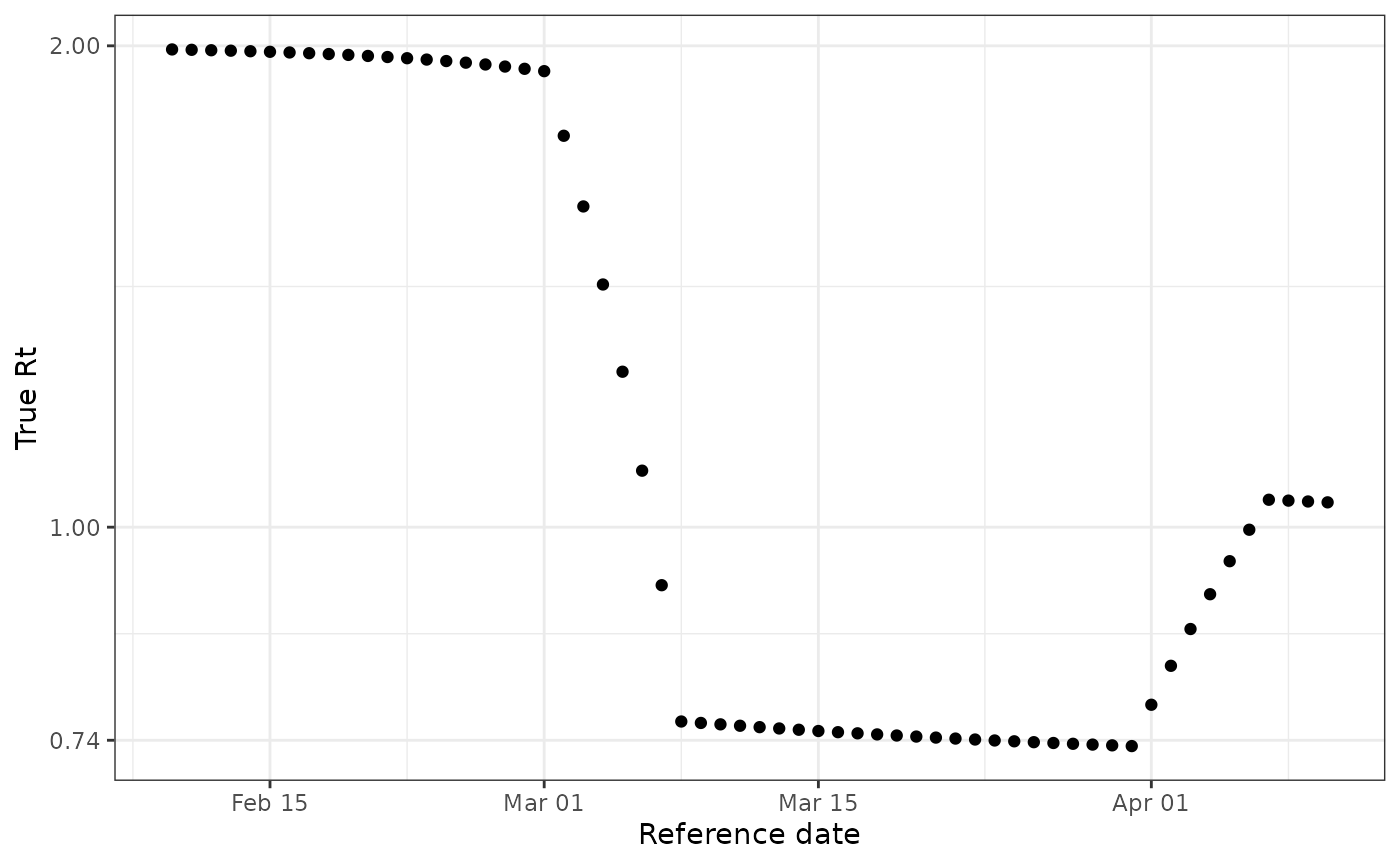 2.00
1.00
0.74
True Rt
Feb 15
Mar 01
Mar 15
Apr 01
Reference date